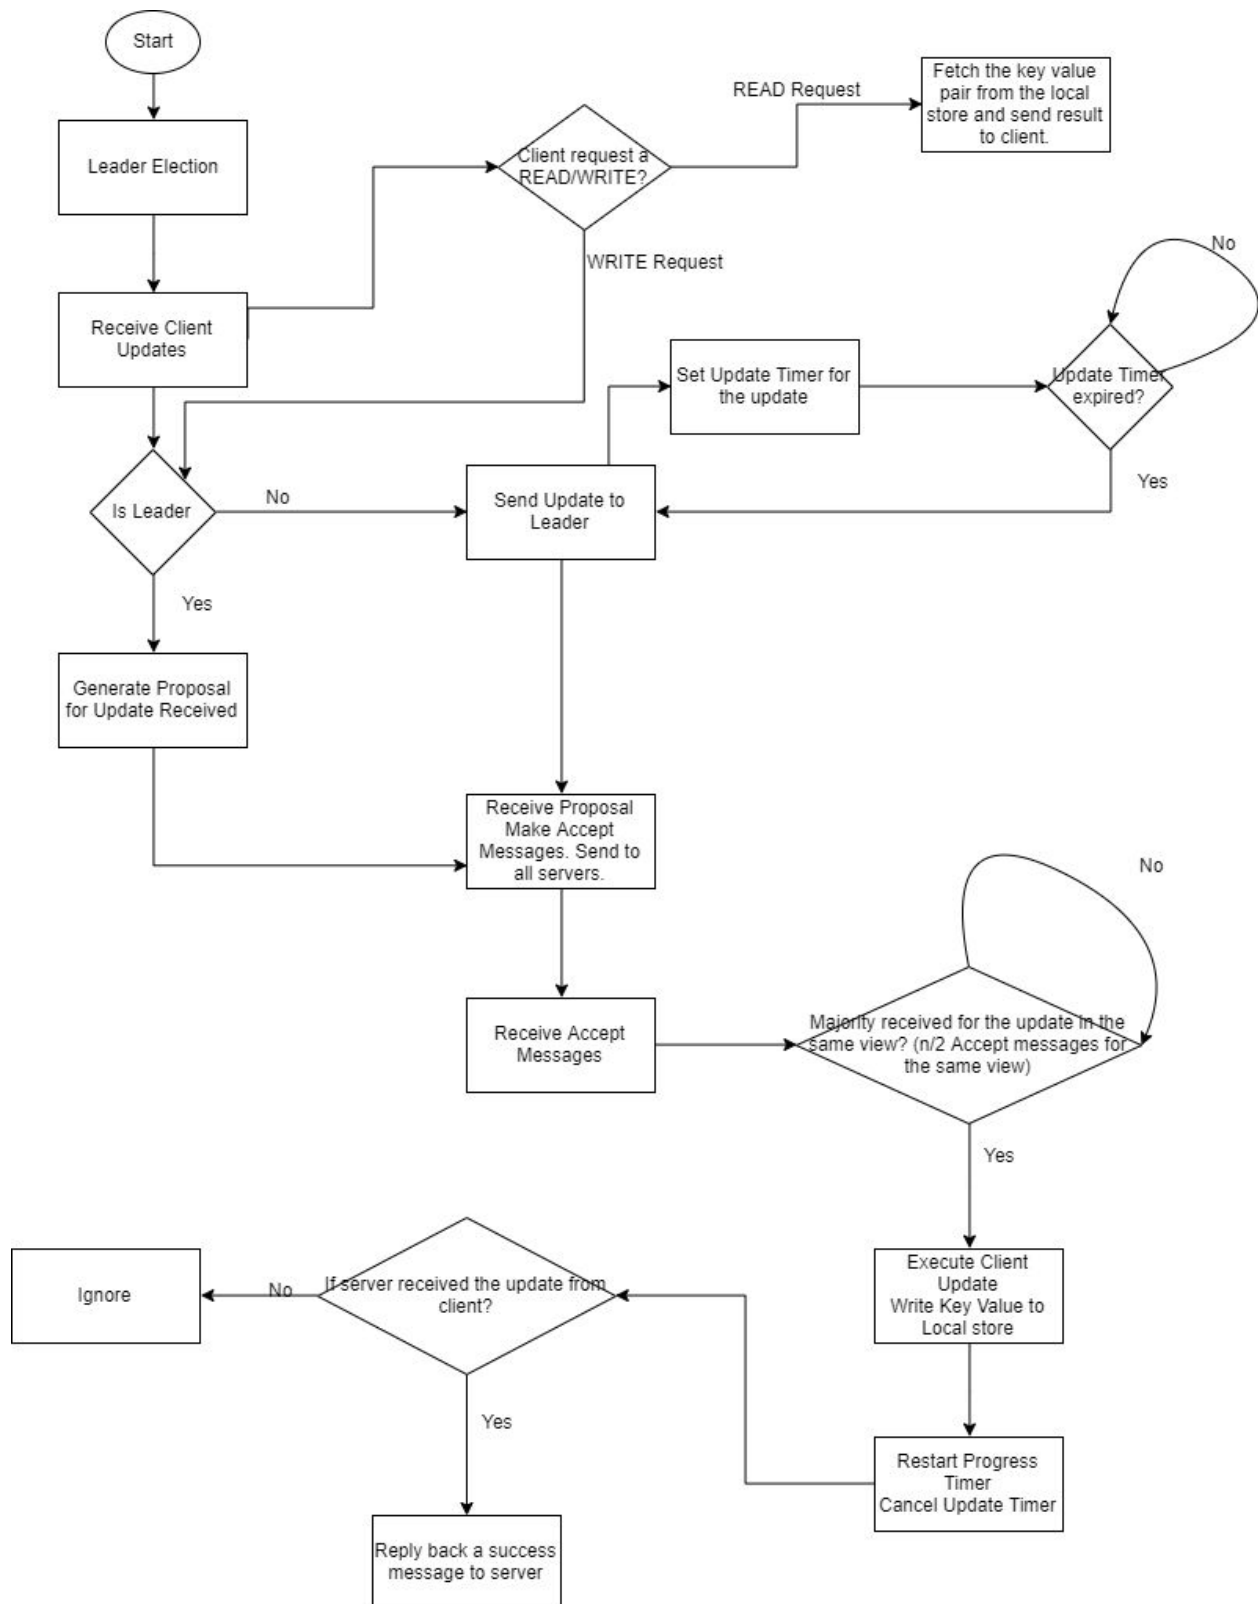 Start
Leader Election
Receive Client
Updates
Client request a
READ/WRITE?
READ Request
Fetch the key value
pair from the local
store and send result
to client.
WRITE Request
No
Set Update Timer for
the update
Update Timer
expired?
Yes
Is Leader
No
Send Update to
Leader
Yes
Generate Proposal
for Update Received
Receive Proposal
Make Accept
Messages. Send to
all servers.
No
Receive Accept
Messages
Majority received for the update in the
same view? (n/2 Accept messages for
the same view)
Yes
Execute Client
Update
Write Key Value to
Local store
If server received the update from
client?
No
Ignore
Yes
Restart Progress
Timer
Cancel Update Timer
Reply back a success
message to server